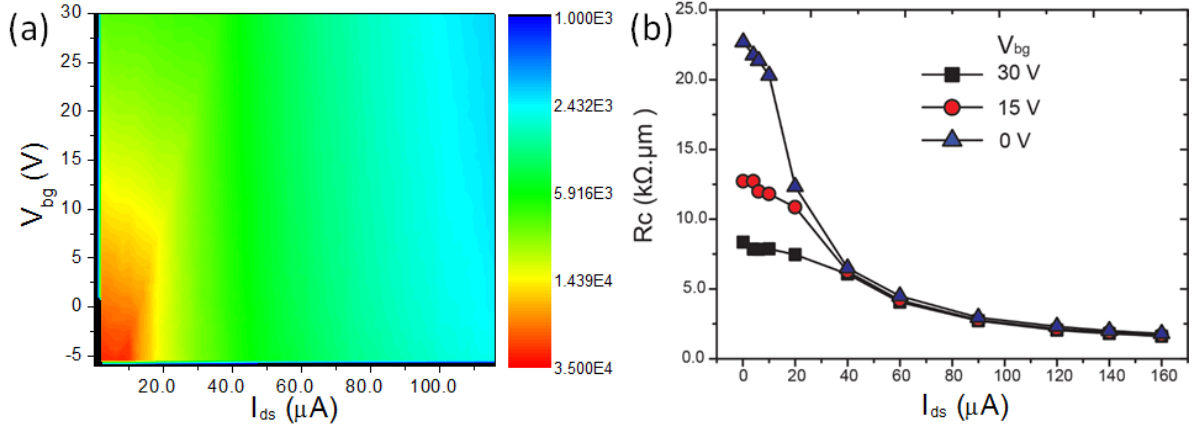 (a)
30
25
20
15
10
5
0
-5
V_bg (V)
20.0 40.0 60.0 80.0 100.0
I_ds (μA)
1.000E3
2.432E3
5.916E3
1.439E4
3.500E4
(b)
25.0
20.0
15.0
10.0
5.0
0.0
Rc (kΩ.μm)
V_bg
30 V
15 V
0 V
0 20 40 60 80 100 120 140 160
I_ds (μA)